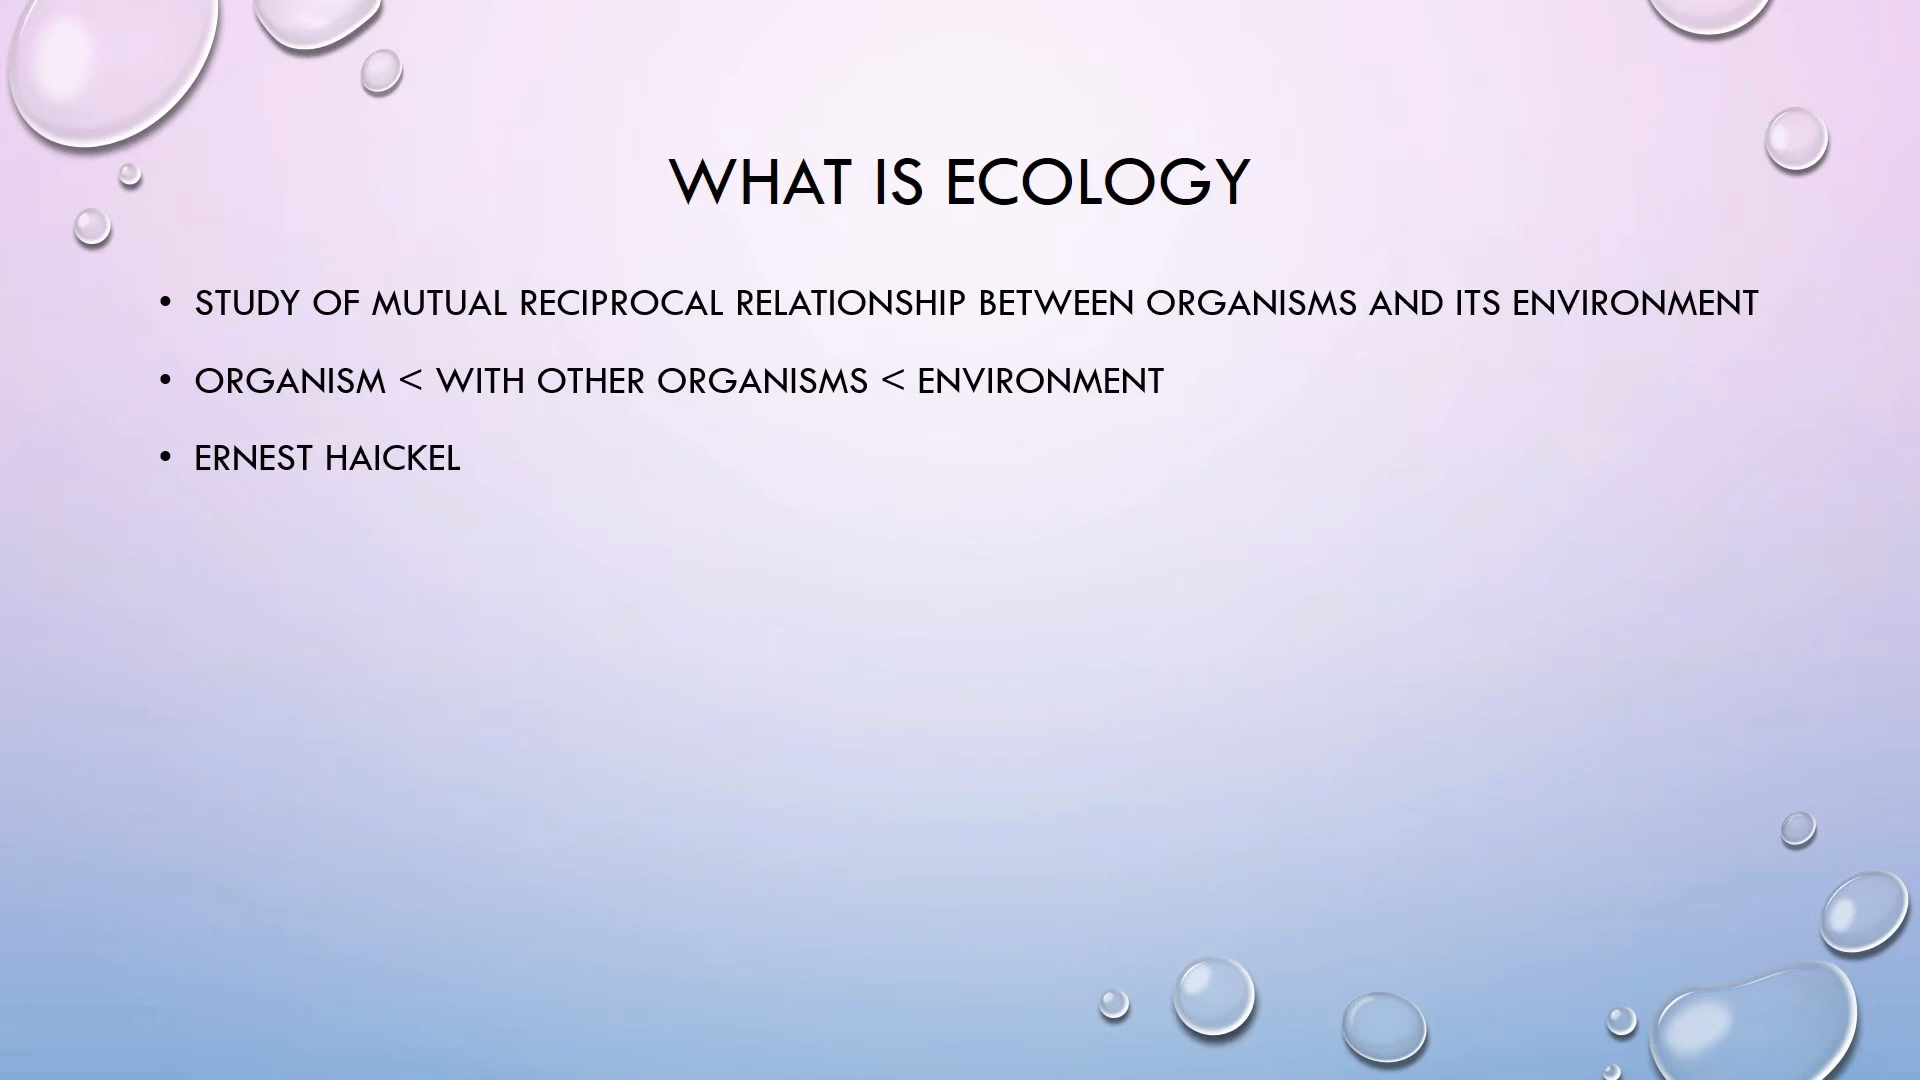 WHAT IS ECOLOGY
• STUDY OF MUTUAL RECIPROCAL RELATIONSHIP BETWEEN ORGANISMS AND ITS ENVIRONMENT
• ORGANISM < WITH OTHER ORGANISMS < ENVIRONMENT
• ERNEST HAICKEL